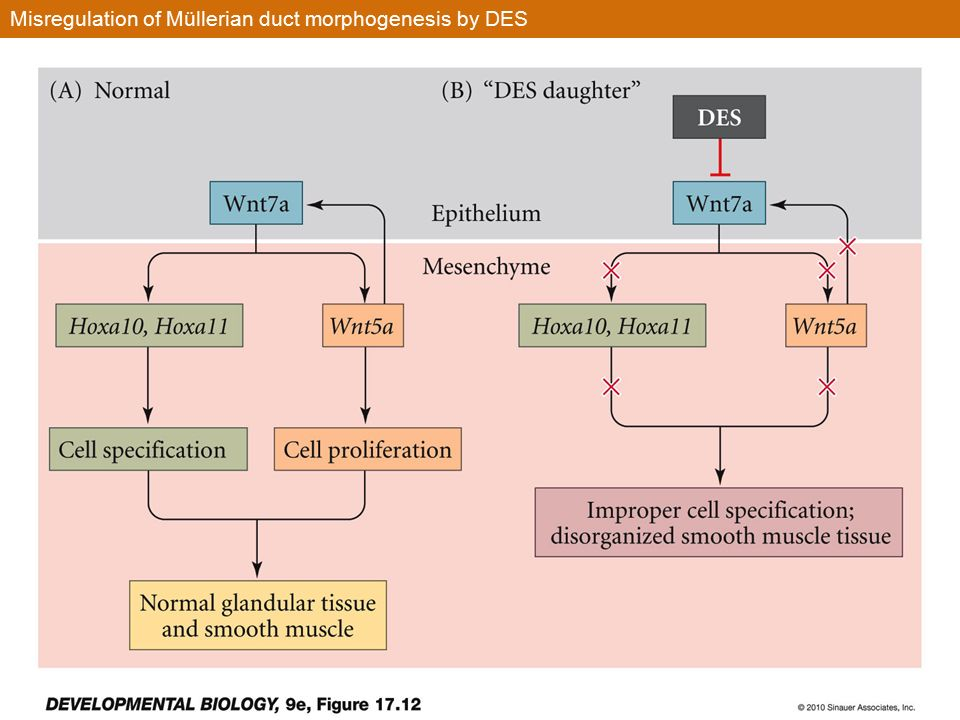 Misregulation of Müllerian duct morphogenesis by DES
(A) Normal
(B) “DES daughter”
DES
Wnt7a
Epithelium
Wnt7a
Mesenchyme
Hoxa10, Hoxa11
Wnt5a
Hoxa10, Hoxa11
Wnt5a
Cell specification
Cell proliferation
Improper cell specification;
disorganized smooth muscle tissue
Normal glandular tissue
and smooth muscle
DEVELOPMENTAL BIOLOGY, 9e, Figure 17.12
© 2010 Sinauer Associates, Inc.